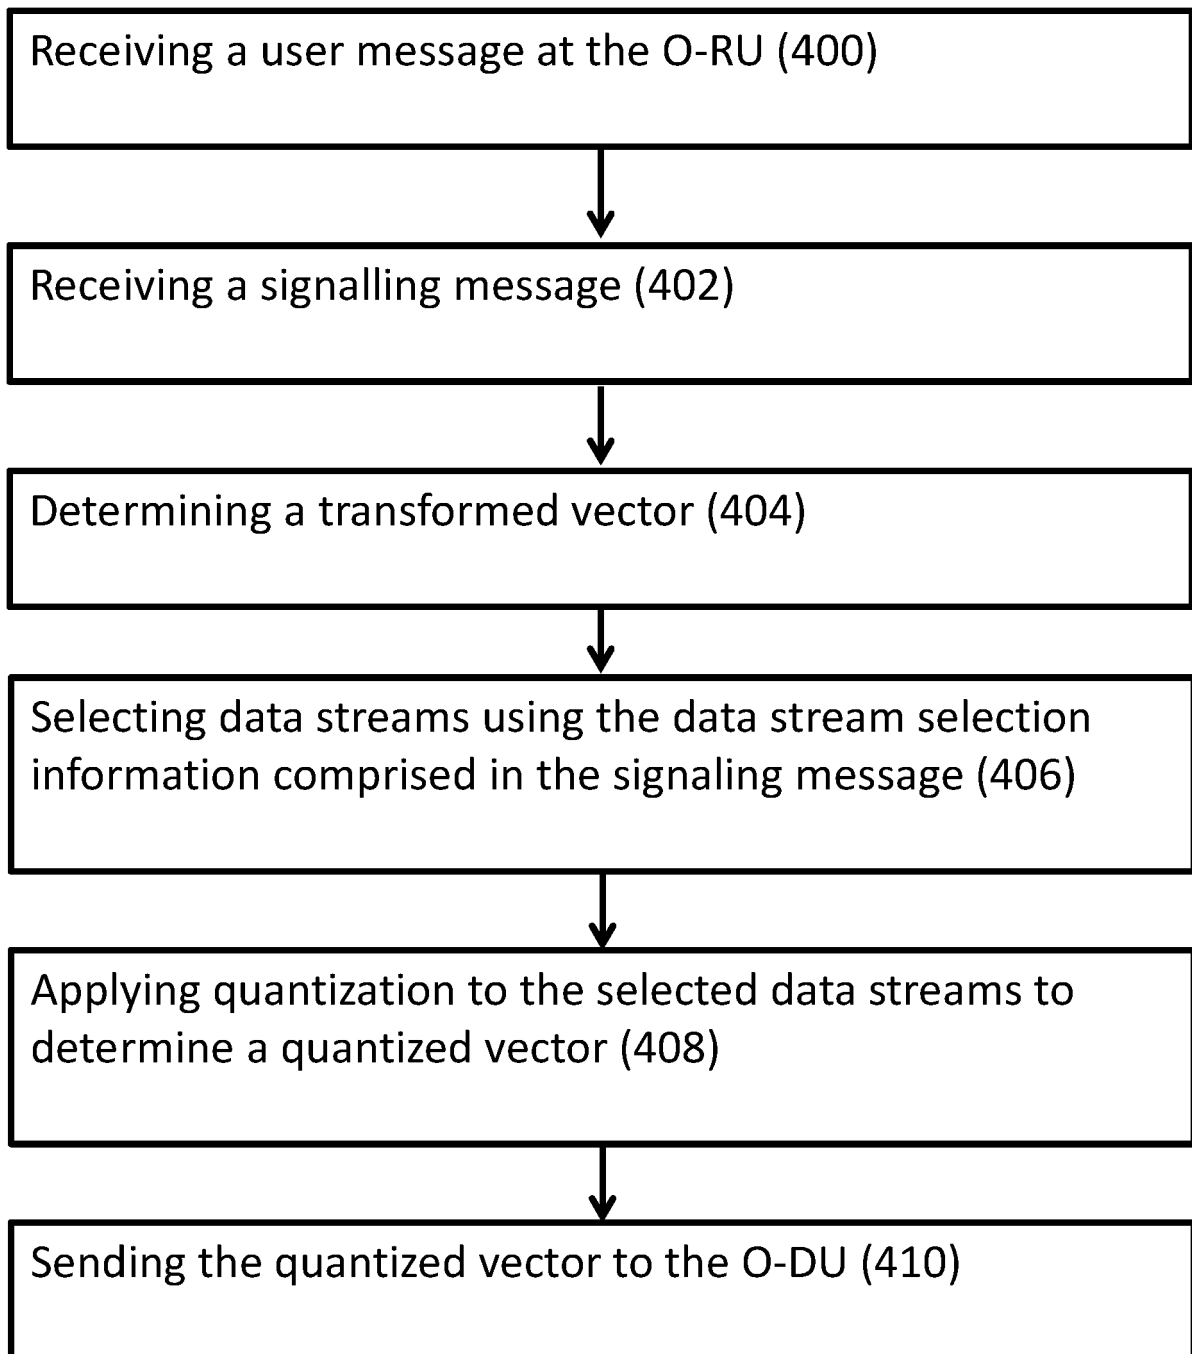 Receiving a user message at the O-RU (400)
Receiving a signalling message (402)
Determining a transformed vector (404)
Selecting data streams using the data stream selection
information comprised in the signaling message (406)
Applying quantization to the selected data streams to
determine a quantized vector (408)
Sending the quantized vector to the O-DU (410)